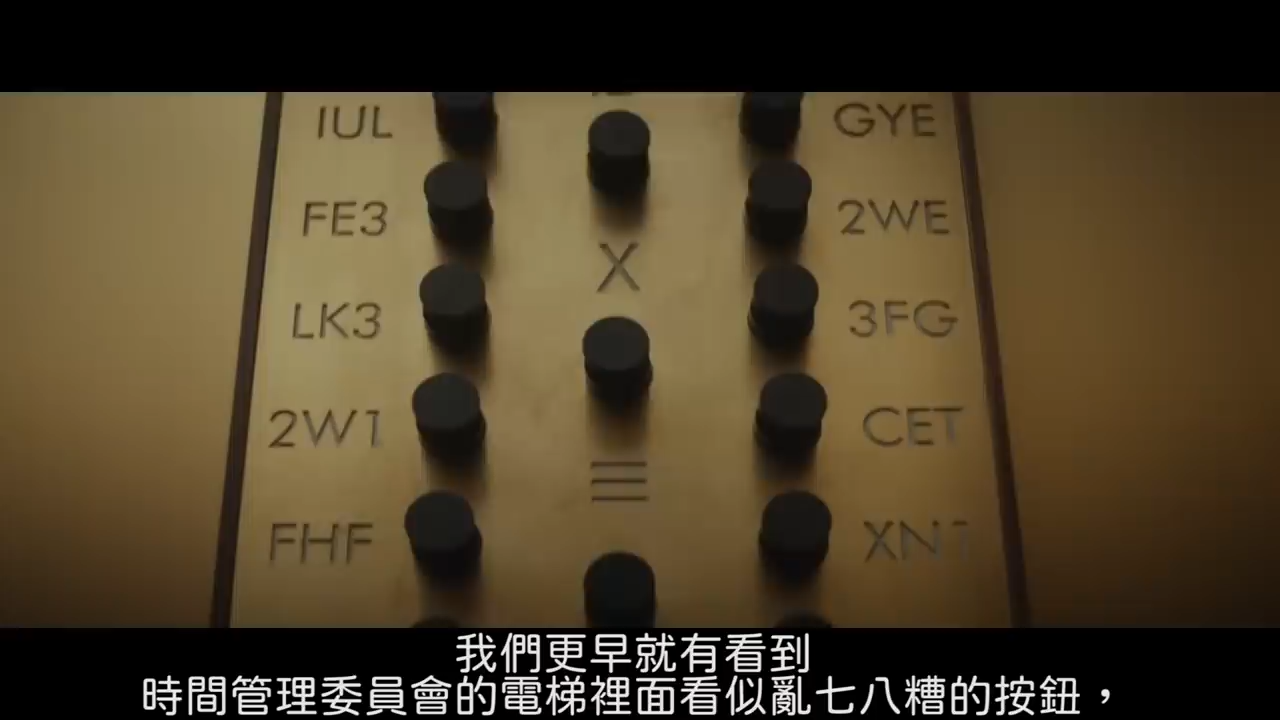 IUL
GYE
FE3
2WE
X
LK3
3FG
2W1
CET
☰
FHF
XN1
我們更早就有看到
時間管理委員會的電梯裡面看似亂七八糟的按鈕，